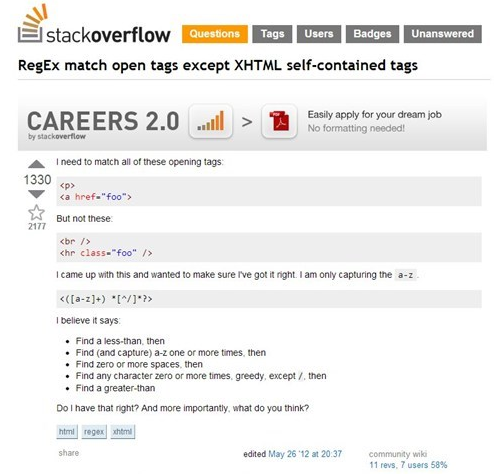 stackoverflow
Questions Tags Users Badges Unanswered
RegEx match open tags except XHTML self-contained tags
CAREERS 2.0
by stackoverflow
> PDF
Easily apply for your dream job
No formatting needed!
1330
2177
I need to match all of these opening tags:
<p>
<a href="foo">
But not these:
<br />
<hr class="foo" />
I came up with this and wanted to make sure I've got it right. I am only capturing the a-z .
<([a-z]+) *[^/]*?>
I believe it says:
• Find a less-than, then
• Find (and capture) a-z one or more times, then
• Find zero or more spaces, then
• Find any character zero or more times, greedy, except /, then
• Find a greater-than
Do I have that right? And more importantly, what do you think?
html regex xhtml
share edited May 26 '12 at 20:37 community wiki
11 revs, 7 users 58%